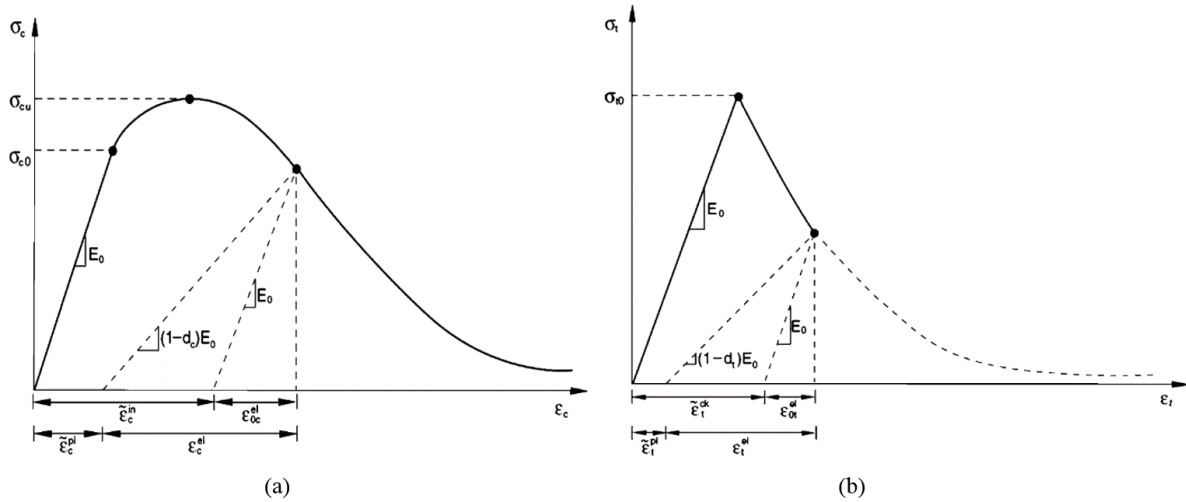 σc
σcu
σc0
E₀
E₀
(1-dc)E₀
εc
ε̃c^in
ε0c^el
ε̃c^pl
εc^el
(a)
σt
σt0
E₀
E₀
(1-dt)E₀
εt
ε̃t^ck
ε0t^el
ε̃t^pl
εt^el
(b)